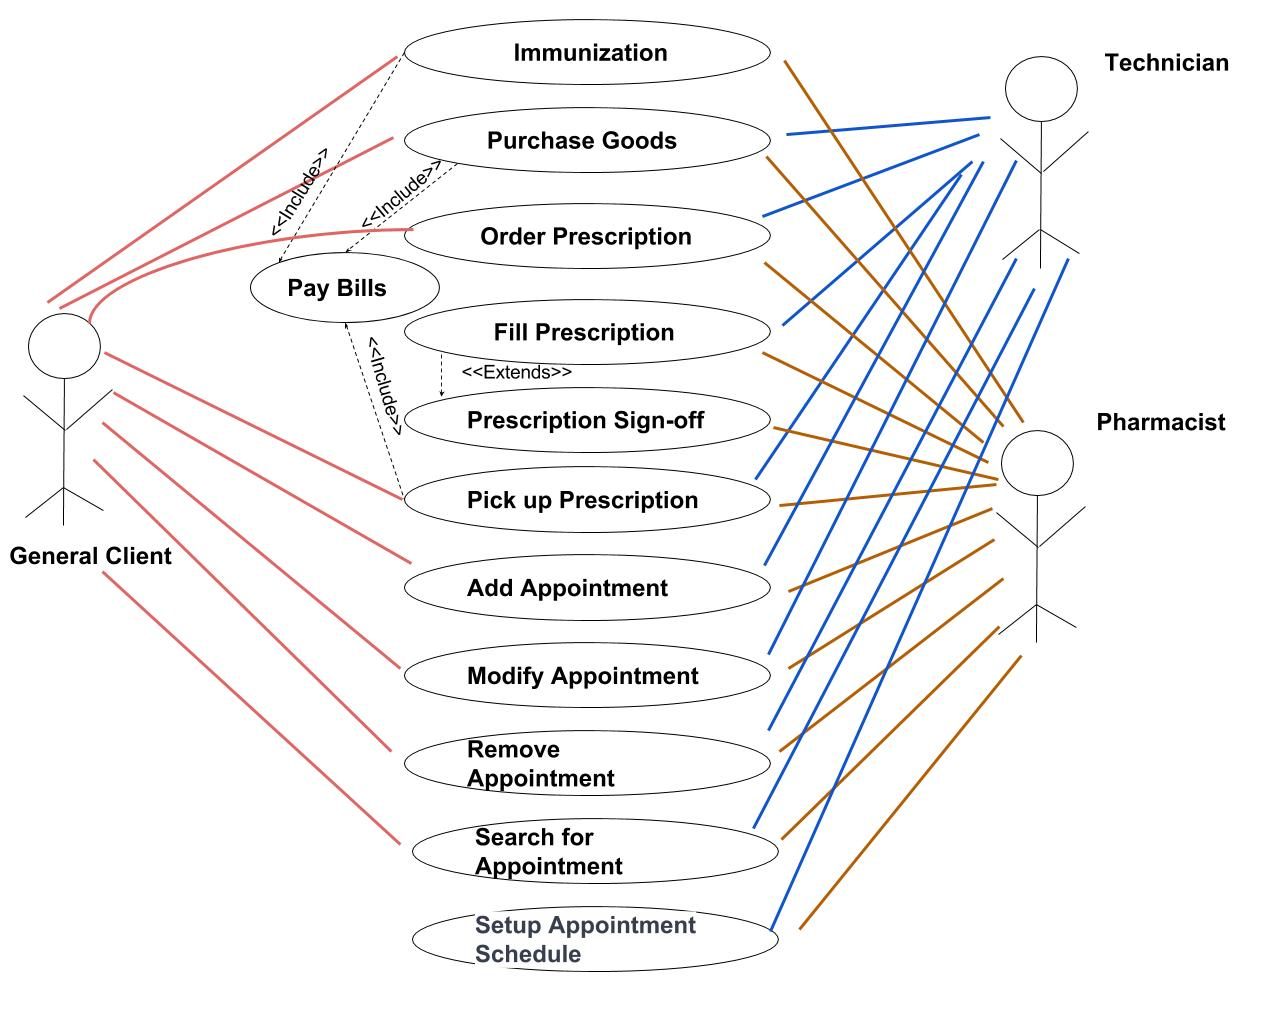 Immunization
Technician
Purchase Goods
<<Include>>
<<Include>>
Order Prescription
Pay Bills
Fill Prescription
<<Include>>
<<Extends>>
Prescription Sign-off
Pharmacist
Pick up Prescription
General Client
Add Appointment
Modify Appointment
Remove
Appointment
Search for
Appointment
Setup Appointment
Schedule